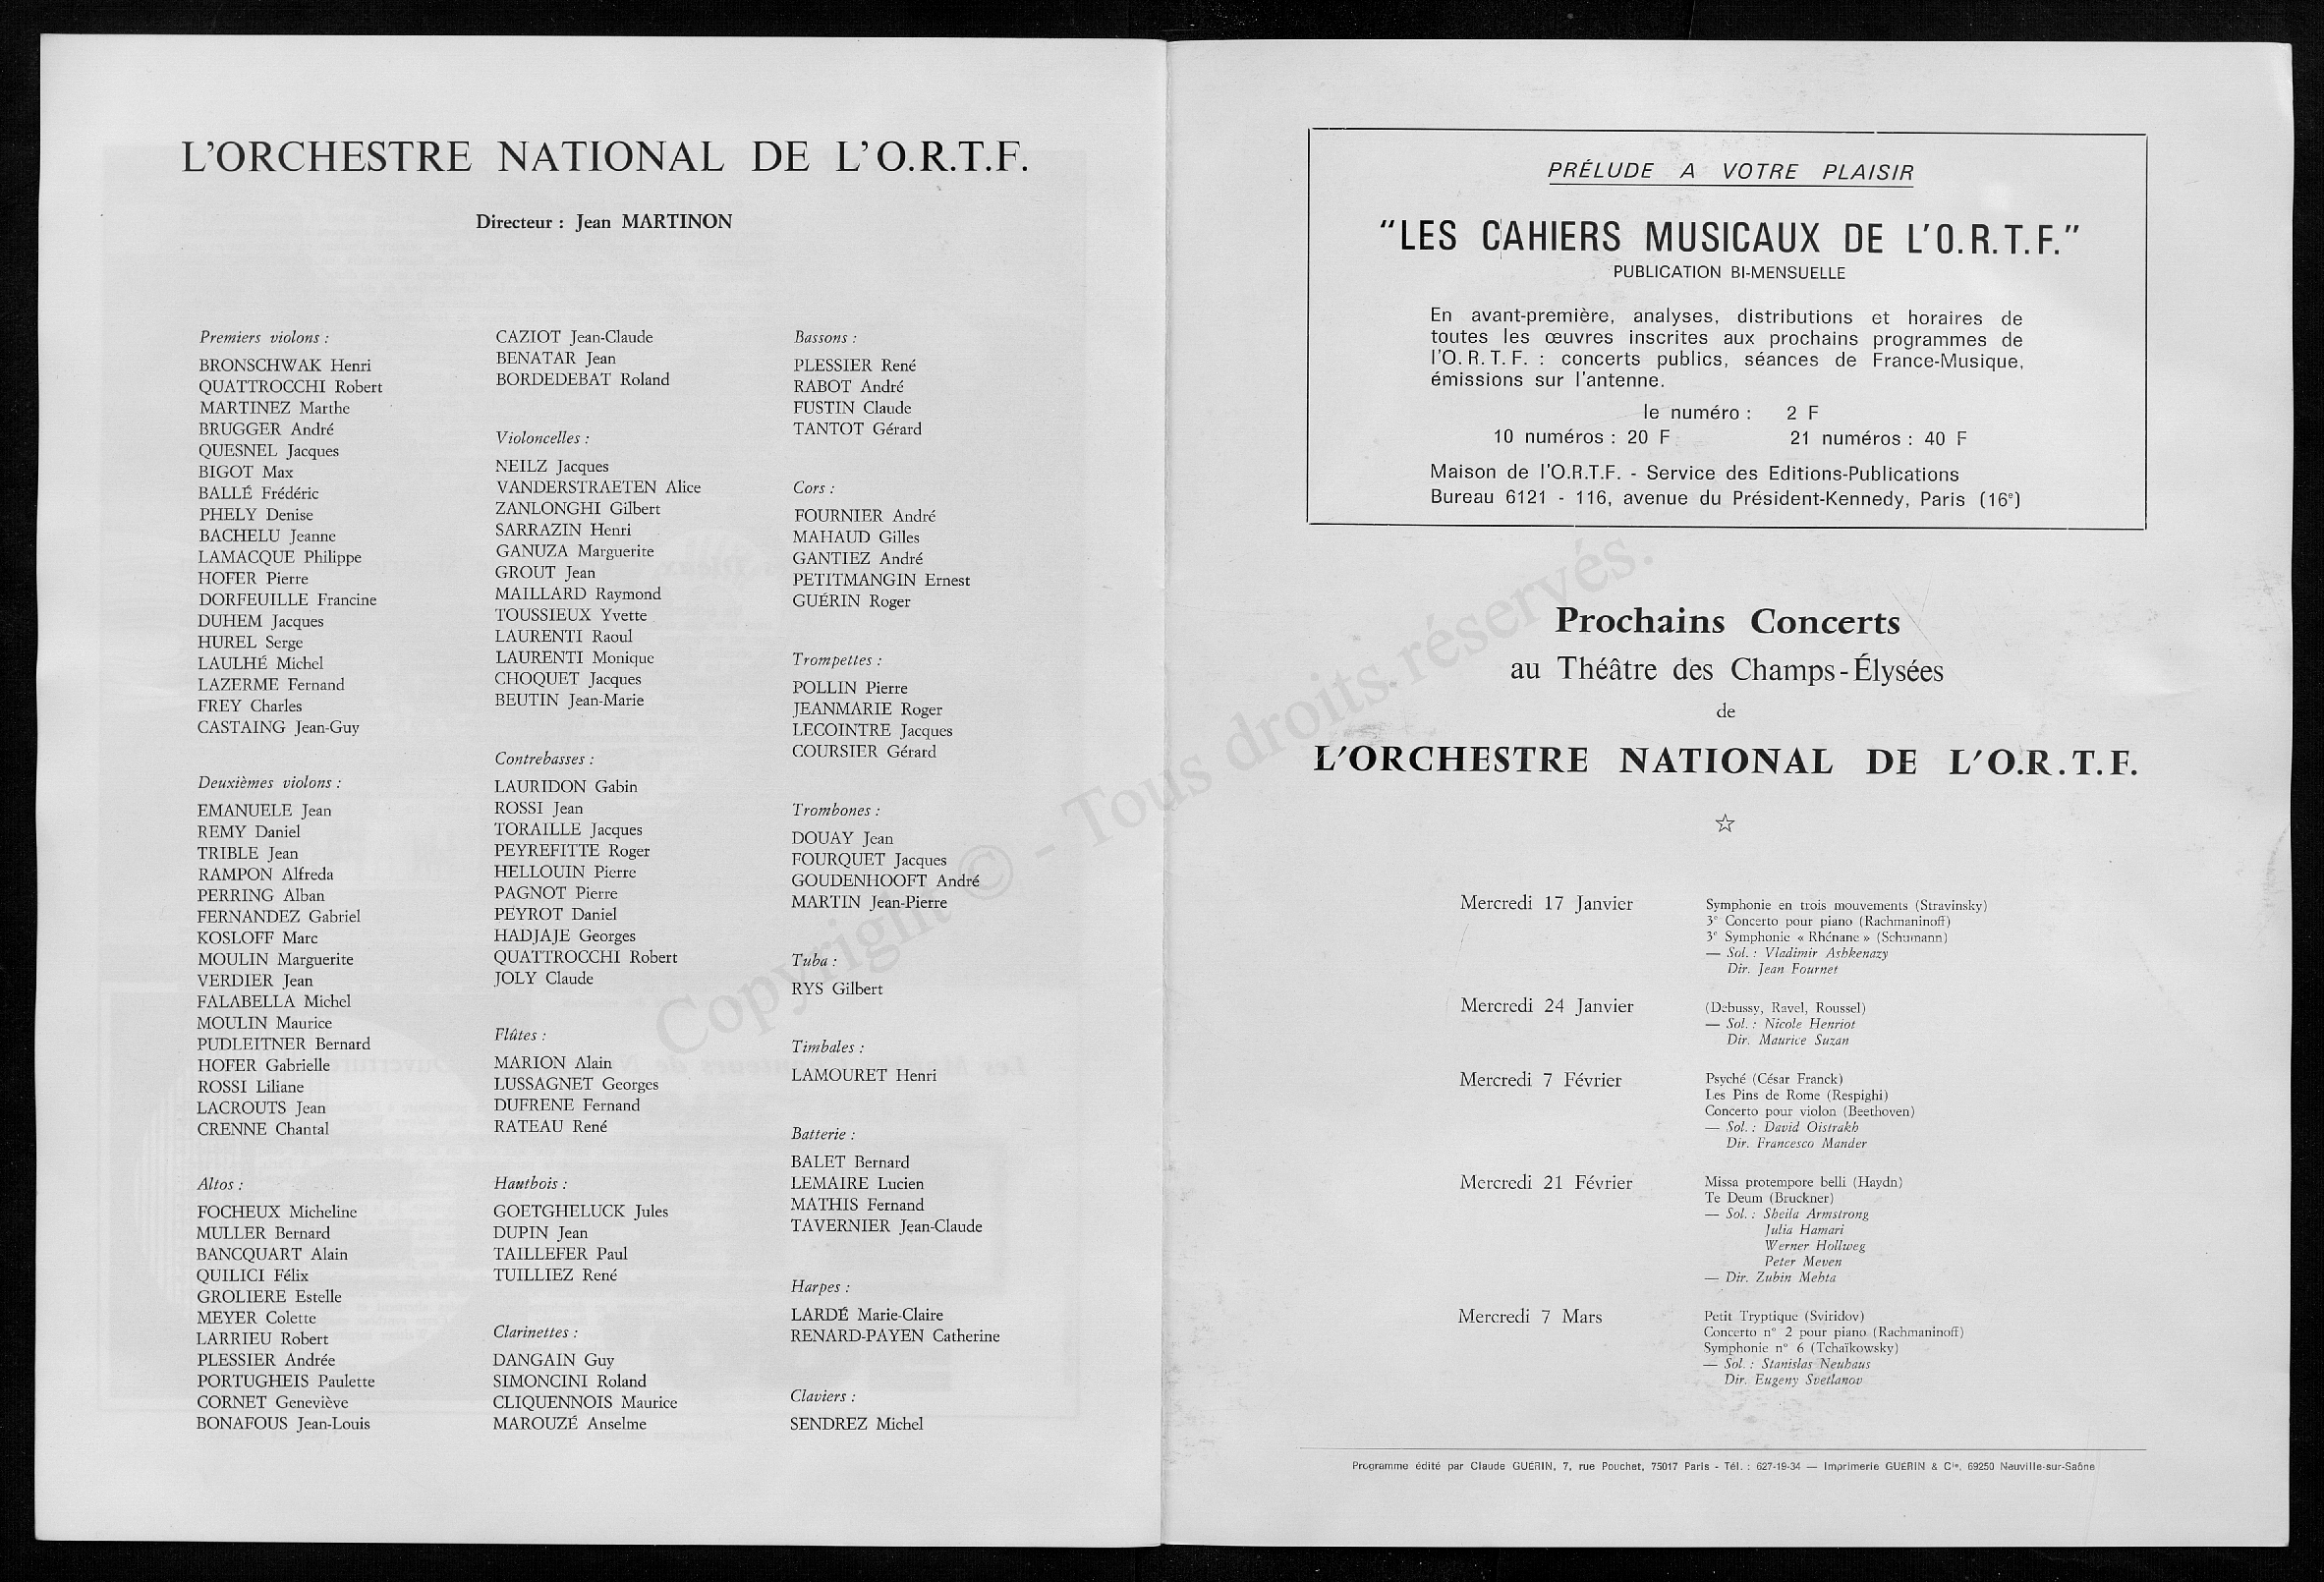 L'ORCHESTRE NATIONAL DE L'O.R.T.F.
Directeur : Jean MARTINON
Premiers violons :
BRONSCHWAK Henri
QUATTROCCHI Robert
MARTINEZ Marthe
BRUGGER André
QUESNEL Jacques
BIGOT Max
BALLÉ Frédéric
PHELY Denise
BACHELU Jeanne
LAMACQUE Philippe
HOFER Pierre
DORFEUILLE Francine
DUHEM Jacques
HUREL Serge
LAULHÉ Michel
LAZERME Fernand
FREY Charles
CASTAING Jean-Guy
Deuxièmes violons :
EMANUELE Jean
REMY Daniel
TRIBLE Jean
RAMPON Alfreda
PERRING Alban
FERNANDEZ Gabriel
KOSLOFF Marc
MOULIN Marguerite
VERDIER Jean
FALABELLA Michel
MOULIN Maurice
PUDLEITNER Bernard
HOFER Gabrielle
ROSSI Liliane
LACROUTS Jean
CRENNE Chantal
Altos :
FOCHEUX Micheline
MULLER Bernard
BANCQUART Alain
QUILICI Félix
GROLIERE Estelle
MEYER Colette
LARRIEU Robert
PLESSIER Andrée
PORTUGHEIS Paulette
CORNET Geneviève
BONAFOUS Jean-Louis
CAZIOT Jean-Claude
BENATAR Jean
BORDEDEBAT Roland
Violoncelles :
NEILZ Jacques
VANDERSTRAETEN Alice
ZANLONGHI Gilbert
SARRAZIN Henri
GANUZA Marguerite
GROUT Jean
MAILLARD Raymond
TOUSSIEUX Yvette
LAURENTI Raoul
LAURENTI Monique
CHOQUET Jacques
BEUTIN Jean-Marie
Contrebasses :
LAURIDON Gabin
ROSSI Jean
TORAILLE Jacques
PEYREFITTE Roger
HELLOUIN Pierre
PAGNOT Pierre
PEYROT Daniel
HADJAJE Georges
QUATTROCCHI Robert
JOLY Claude
Flûtes :
MARION Alain
LUSSAGNET Georges
DUFRENE Fernand
RATEAU René
Hautbois :
GOETGHELUCK Jules
DUPIN Jean
TAILLEFER Paul
TUILLIEZ René
Clarinettes :
DANGAIN Guy
SIMONCINI Roland
CLIQUENNOIS Maurice
MAROUZÉ Anselme
Bassons :
PLESSIER René
RABOT André
FUSTIN Claude
TANTOT Gérard
Cors :
FOURNIER André
MAHAUD Gilles
GANTIEZ André
PETITMANGIN Ernest
GUÉRIN Roger
Trompettes :
POLLIN Pierre
JEANMARIE Roger
LECOINTRE Jacques
COURSIER Gérard
Trombones :
DOUAY Jean
FOURQUET Jacques
GOUDENHOOFT André
MARTIN Jean-Pierre
Tuba :
RYS Gilbert
Timbales :
LAMOURET Henri
Batterie :
BALET Bernard
LEMAIRE Lucien
MATHIS Fernand
TAVERNIER Jean-Claude
Harpes :
LARDÉ Marie-Claire
RENARD-PAYEN Catherine
Claviers :
SENDREZ Michel
PRÉLUDE A VOTRE PLAISIR
"LES CAHIERS MUSICAUX DE L'O.R.T.F."
PUBLICATION BI-MENSUELLE
En avant-première, analyses, distributions et horaires de
toutes les œuvres inscrites aux prochains programmes de
l'O.R.T.F. : concerts publics, séances de France-Musique,
émissions sur l'antenne.
le numéro : 2 F
10 numéros : 20 F 21 numéros : 40 F
Maison de l'O.R.T.F. - Service des Editions-Publications
Bureau 6121 - 116, avenue du Président-Kennedy, Paris (16e)
Prochains Concerts
au Théâtre des Champs-Élysées
de
L'ORCHESTRE NATIONAL DE L'O.R.T.F.
Mercredi 17 Janvier
Symphonie en trois mouvements (Stravinsky)
3e Concerto pour piano (Rachmaninoff)
3e Symphonie « Rhénane » (Schumann)
— Sol. : Vladimir Ashkenazy
Dir. Jean Fournet
Mercredi 24 Janvier
(Debussy, Ravel, Roussel)
— Sol. : Nicole Henriot
Dir. Maurice Suzan
Mercredi 7 Février
Psyché (César Franck)
Les Pins de Rome (Respighi)
Concerto pour violon (Beethoven)
— Sol. : David Oistrakh
Dir. Francesco Mander
Mercredi 21 Février
Missa protempore belli (Haydn)
Te Deum (Bruckner)
— Sol. : Sheila Armstrong
Julia Hamari
Werner Hollweg
Peter Meven
— Dir. Zubin Mehta
Mercredi 7 Mars
Petit Tryptique (Sviridov)
Concerto n° 2 pour piano (Rachmaninoff)
Symphonie n° 6 (Tchaïkowsky)
— Sol. : Stanislas Neuhaus
Dir. Eugeny Svetlanov
Programme édité par Claude GUÉRIN, 7, rue Pouchet, 75017 Paris - Tél. : 627-19-34 — Imprimerie GUÉRIN & Cie, 69250 Neuville-sur-Saône
Copyright © - Tous droits réservés.